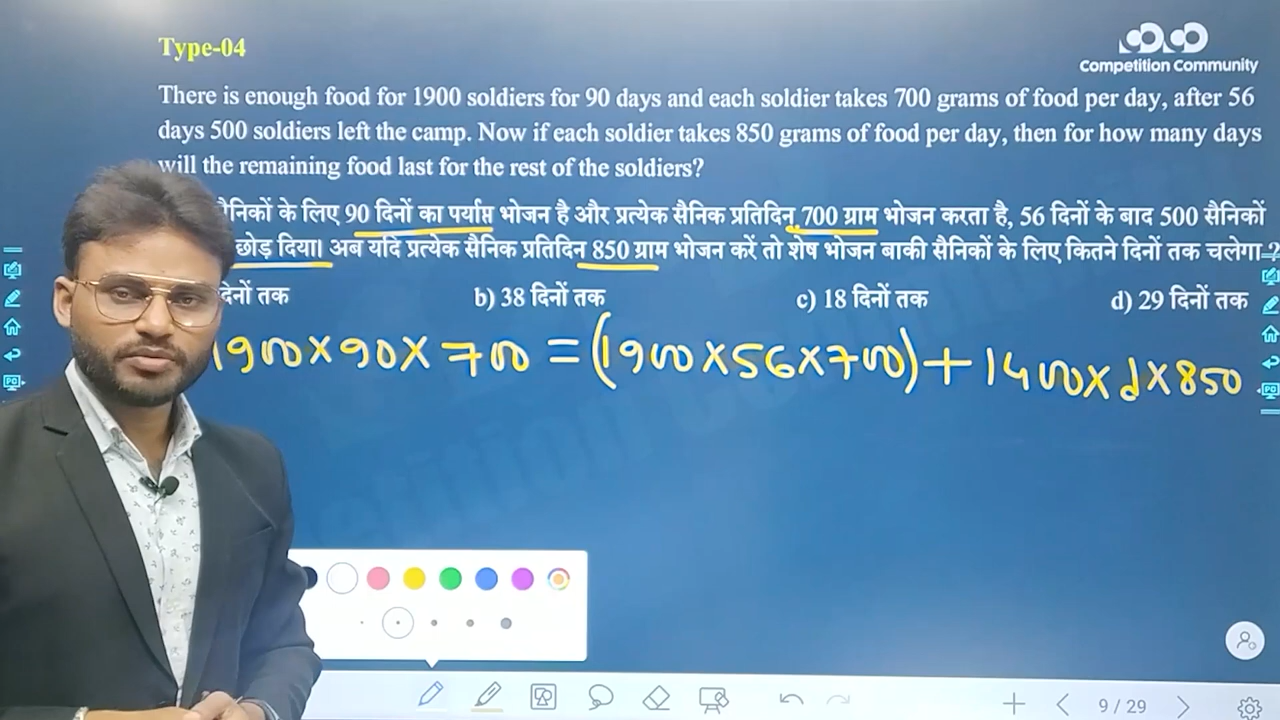 Type-04
Competition Community
There is enough food for 1900 soldiers for 90 days and each soldier takes 700 grams of food per day, after 56
days 500 soldiers left the camp. Now if each soldier takes 850 grams of food per day, then for how many days
will the remaining food last for the rest of the soldiers?
सैनिकों के लिए 90 दिनों का पर्याप्त भोजन है और प्रत्येक सैनिक प्रतिदिन 700 ग्राम भोजन करता है, 56 दिनों के बाद 500 सैनिकों
छोड़ दिया। अब यदि प्रत्येक सैनिक प्रतिदिन 850 ग्राम भोजन करें तो शेष भोजन बाकी सैनिकों के लिए कितने दिनों तक चलेगा-?
दिनों तक b) 38 दिनों तक c) 18 दिनों तक d) 29 दिनों तक
1900×90×700=(1900×56×700)+1400×d×850
9 / 29